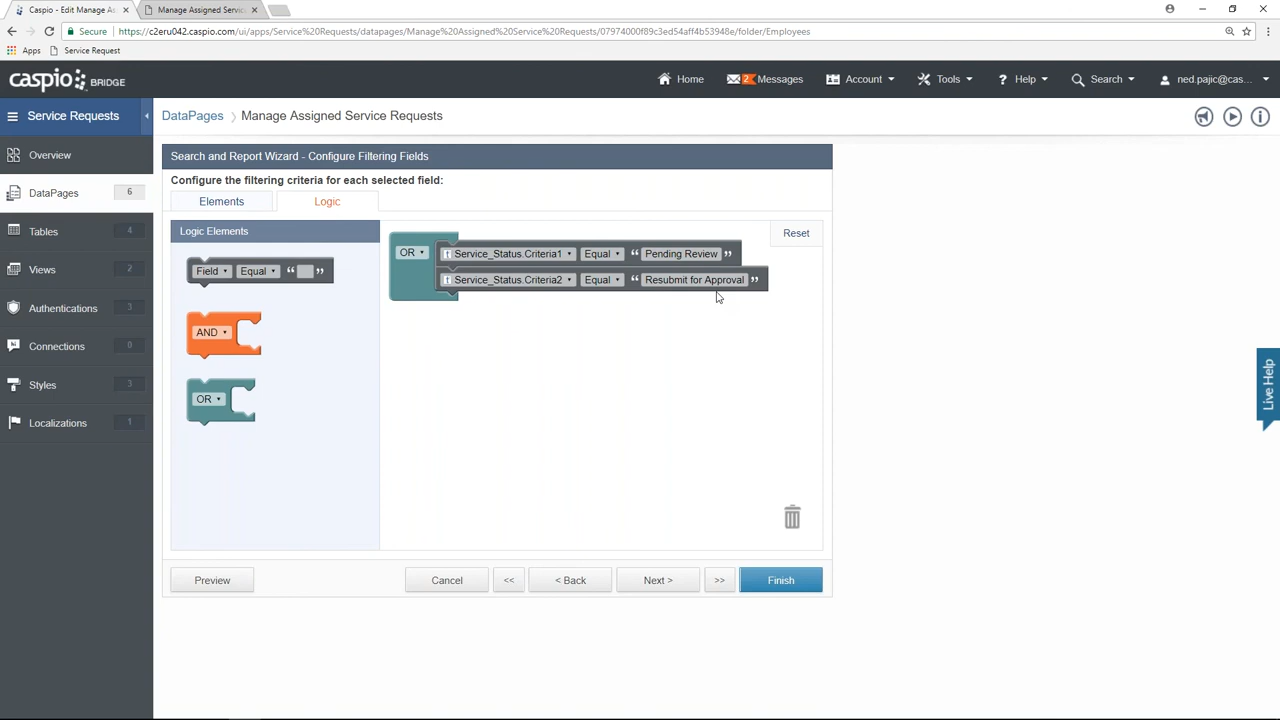 Caspio - Edit Manage As
Manage Assigned Servic
Secure
https://c2eru042.caspio.com/ui/apps/Service%20Requests/datapages/Manage%20Assigned%20Service%20Requests/07974000f89c3ed54aff4b53948e/folder/Employees
Apps
Service Request
caspio BRIDGE
Home
2 Messages
Account
Tools
? Help
Search
ned.pajic@cas...
Service Requests
DataPages
Manage Assigned Service Requests
Overview
DataPages 6
Tables 4
Views 2
Authentications 3
Connections 0
Styles 3
Localizations 1
Search and Report Wizard - Configure Filtering Fields
Configure the filtering criteria for each selected field:
Elements
Logic
Logic Elements
Reset
Field Equal “ ”
AND
OR
OR
Service_Status.Criteria1 Equal “ Pending Review ”
Service_Status.Criteria2 Equal “ Resubmit for Approval ”
Preview
Cancel
<<
< Back
Next >
>>
Finish
Live Help